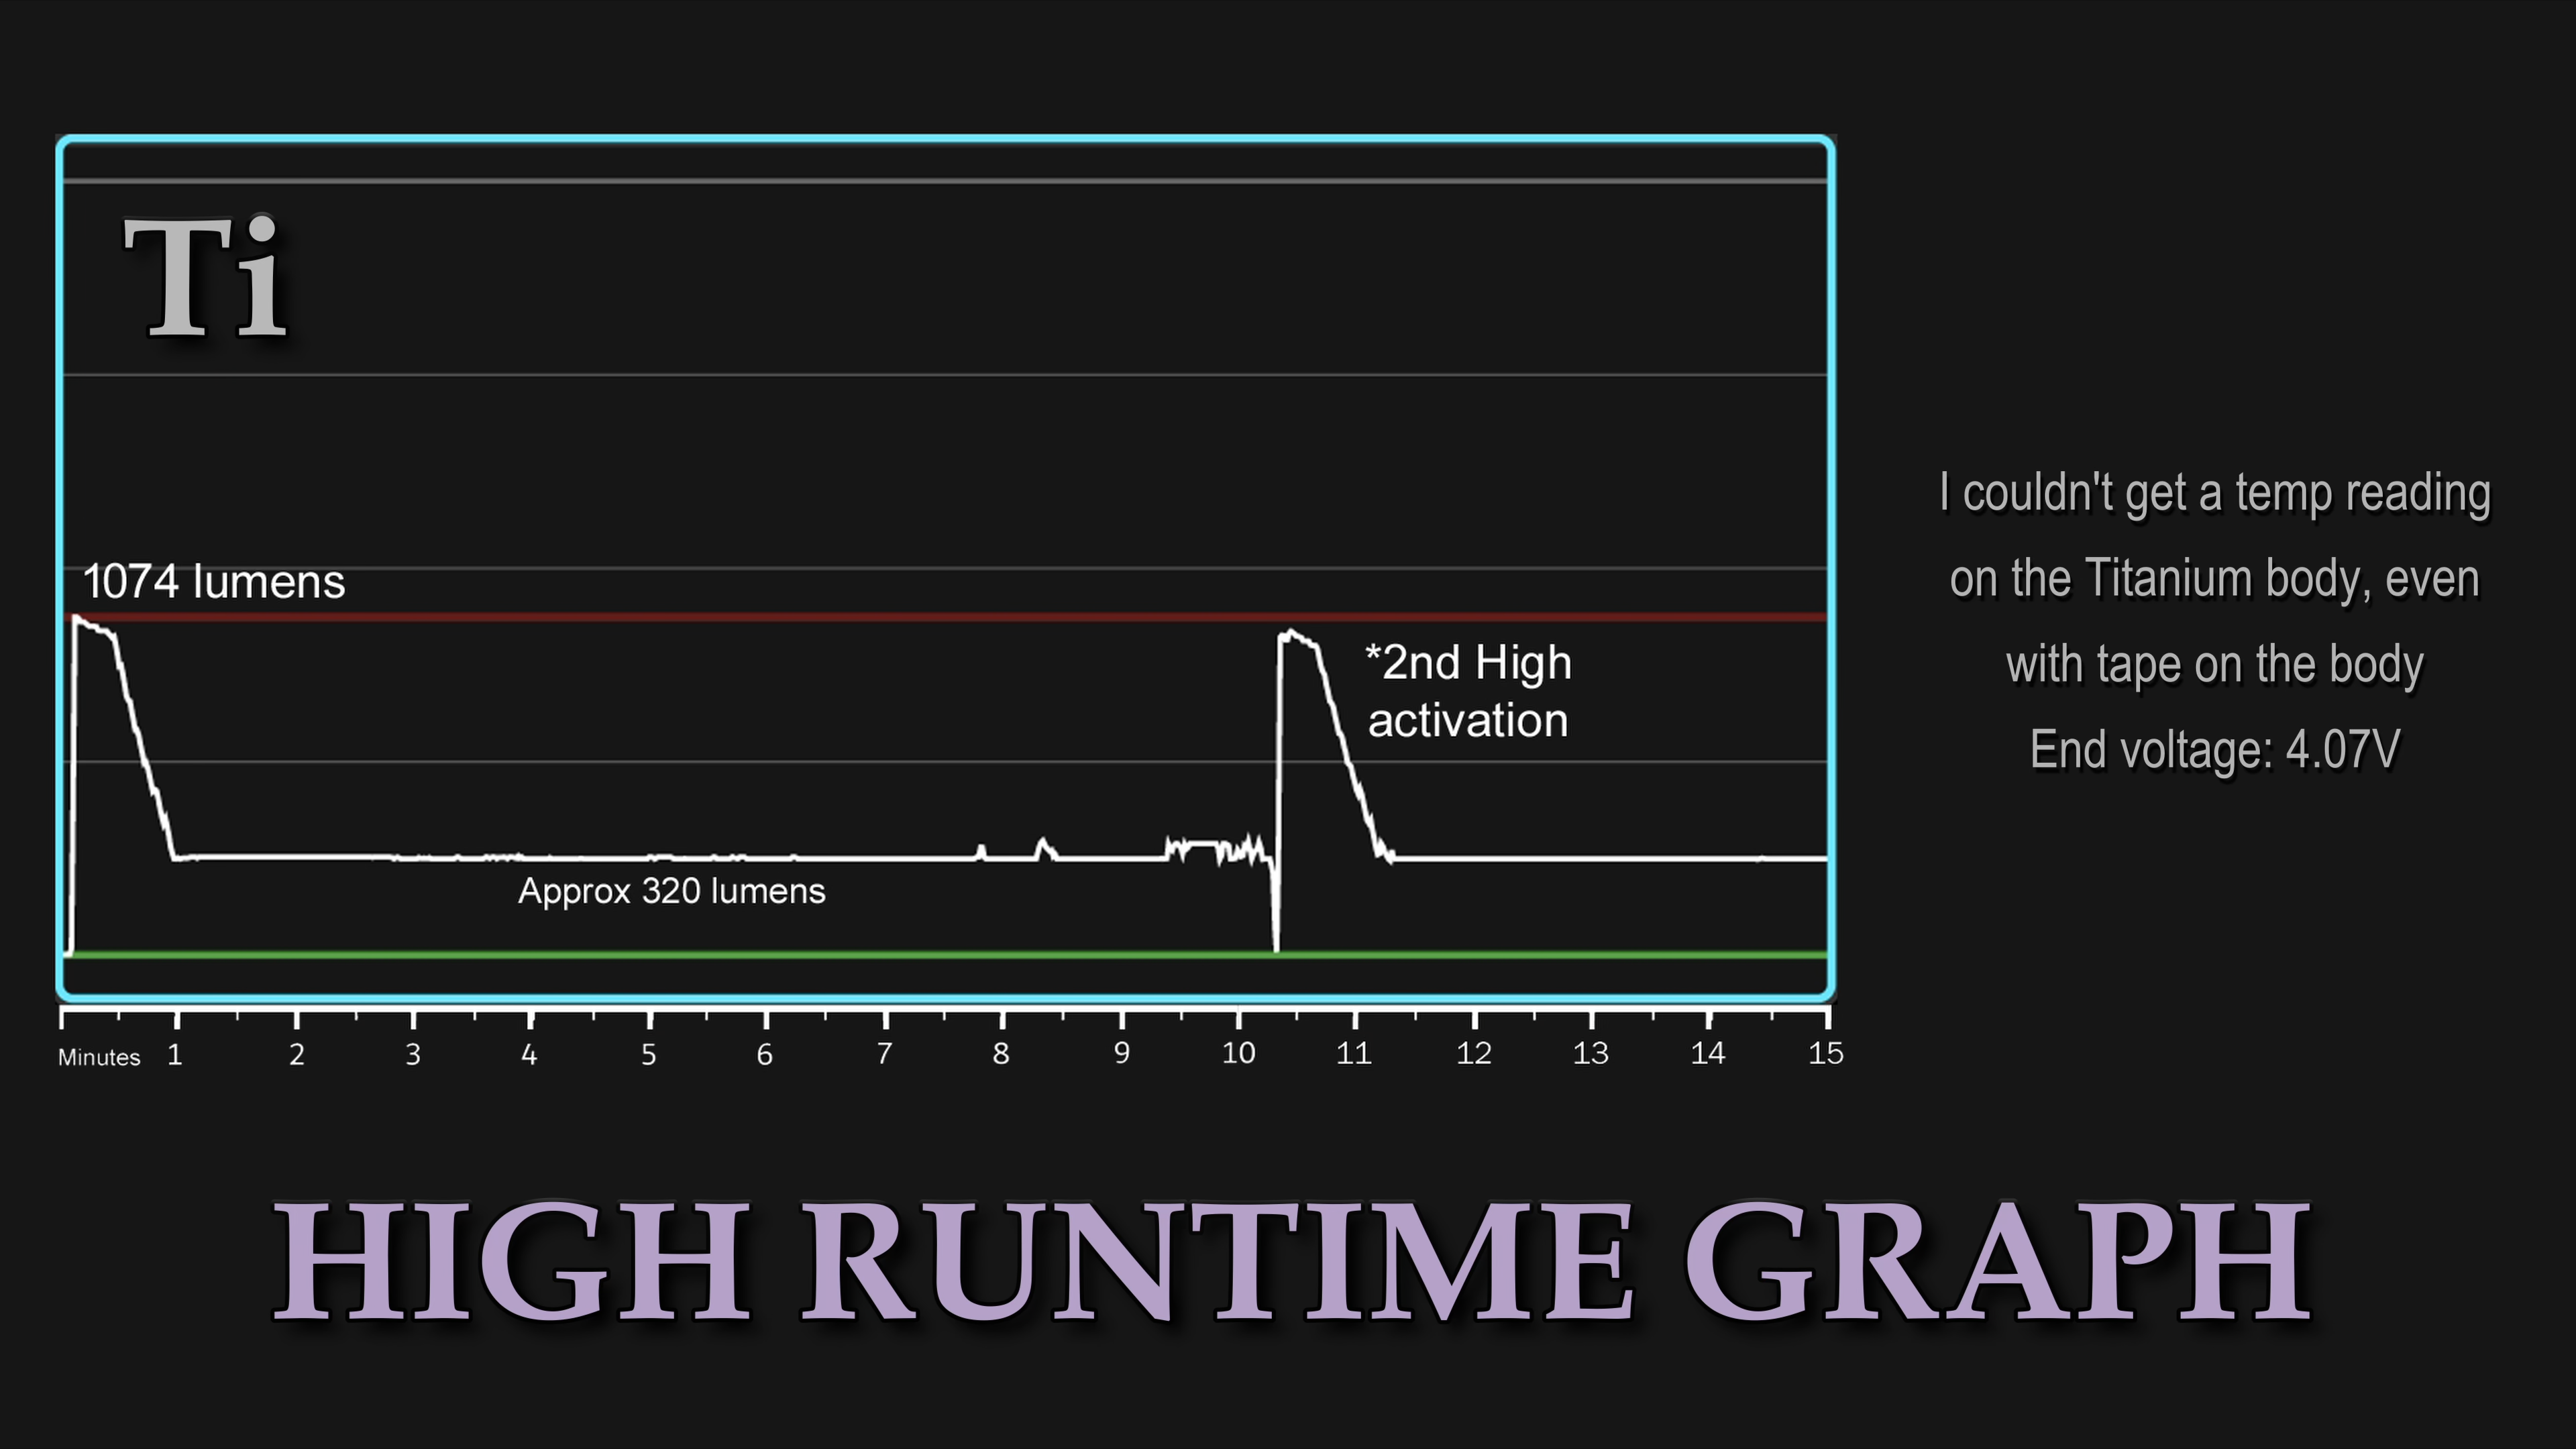 Ti
1074 lumens
*2nd High
activation
Approx 320 lumens
Minutes 1 2 3 4 5 6 7 8 9 10 11 12 13 14 15
I couldn't get a temp reading
on the Titanium body, even
with tape on the body
End voltage: 4.07V
HIGH RUNTIME GRAPH